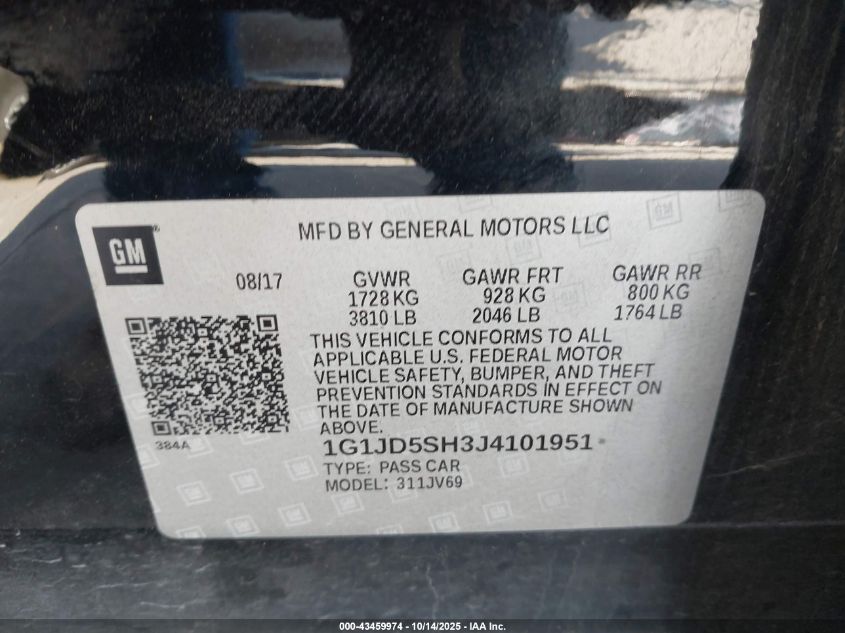 GM
MFD BY GENERAL MOTORS LLC
08/17 GVWR GAWR FRT GAWR RR
1728 KG 928 KG 800 KG
3810 LB 2046 LB 1764 LB
THIS VEHICLE CONFORMS TO ALL
APPLICABLE U.S. FEDERAL MOTOR
VEHICLE SAFETY, BUMPER, AND THEFT
PREVENTION STANDARDS IN EFFECT ON
THE DATE OF MANUFACTURE SHOWN
ABOVE.
384A
1G1JD5SH3J4101951
TYPE: PASS CAR
MODEL: 311JV69
000-43459974 - 10/14/2025 - IAA Inc.